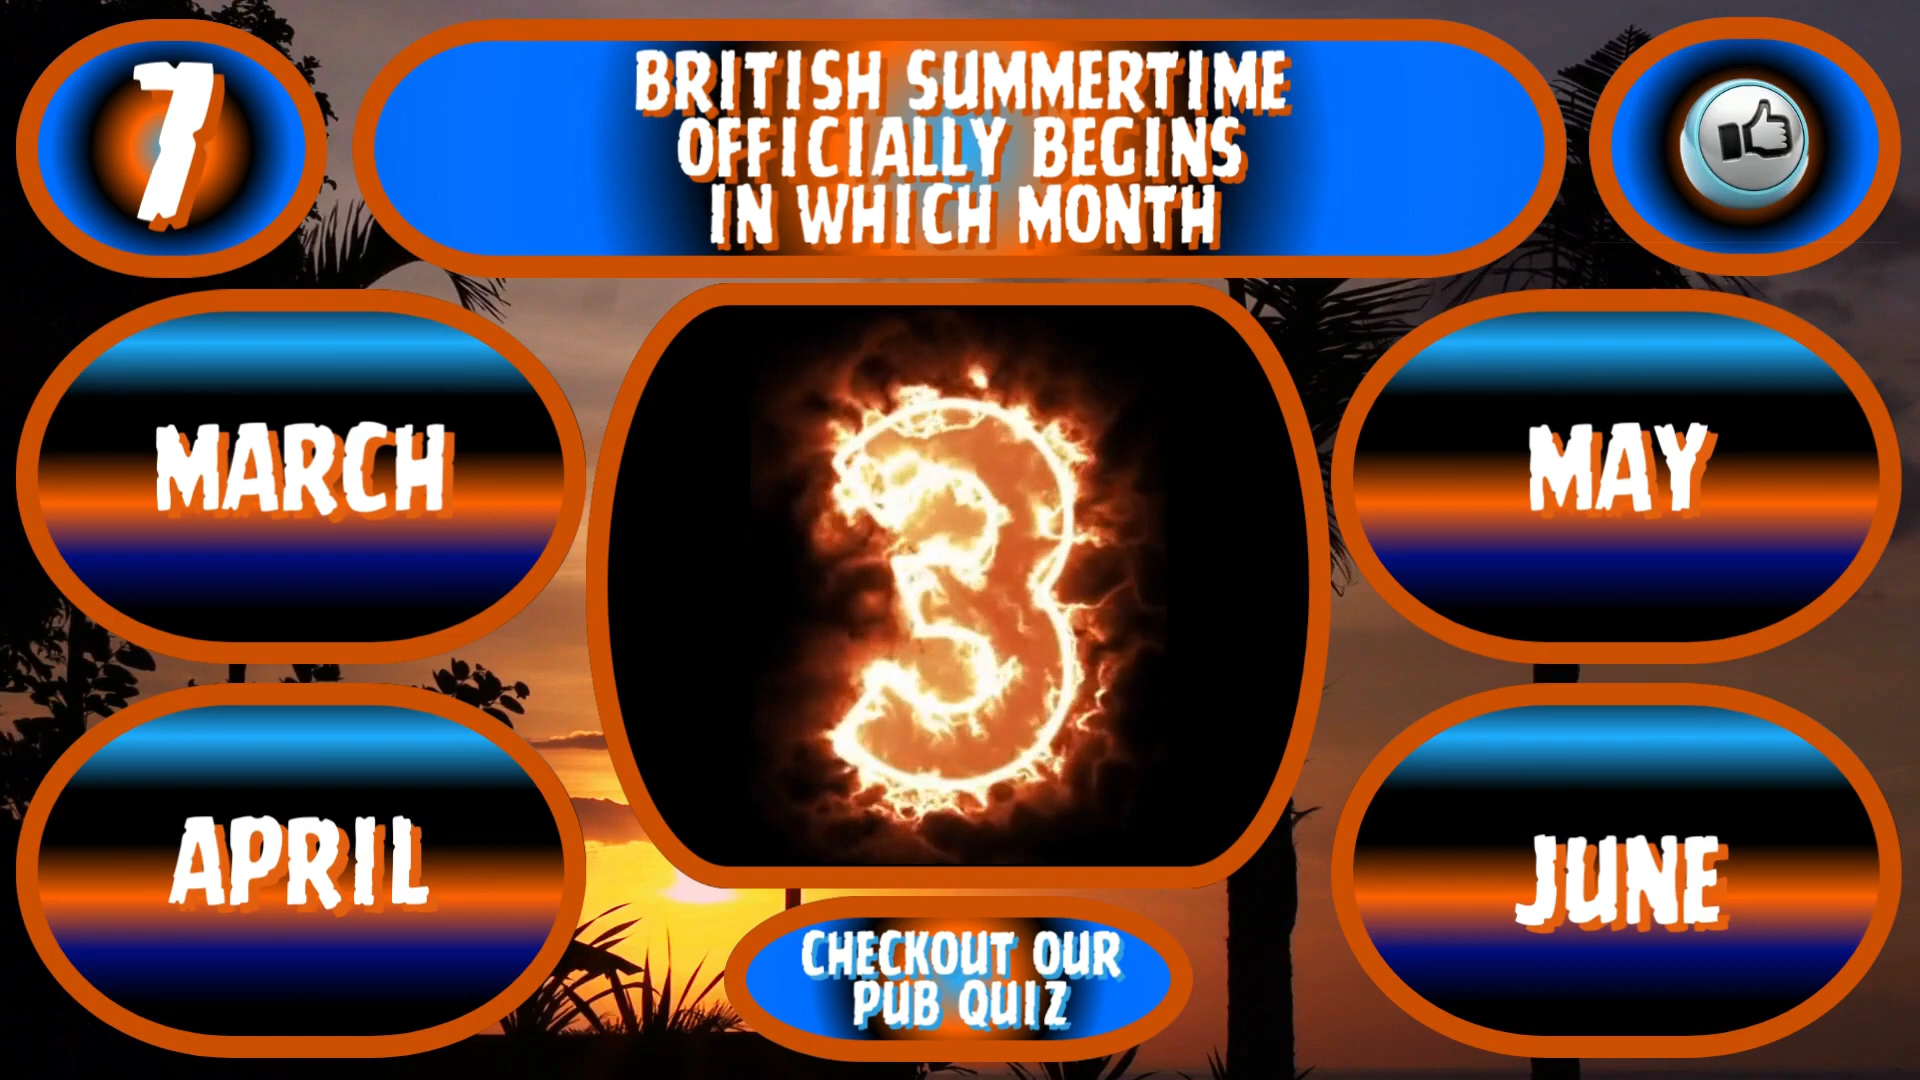 7
BRITISH SUMMERTIME
OFFICIALLY BEGINS
IN WHICH MONTH
MARCH
MAY
3
APRIL
JUNE
CHECKOUT OUR
PUB QUIZ